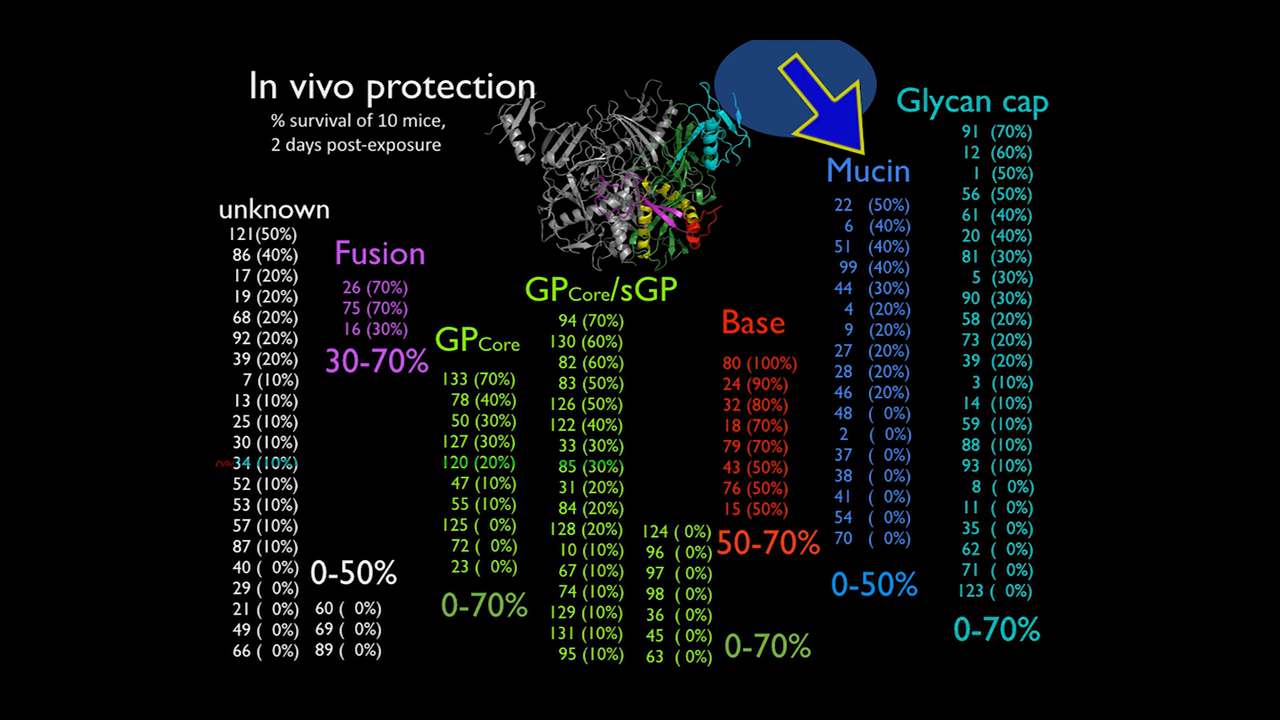 In vivo protection
% survival of 10 mice,
2 days post-exposure
unknown
121(50%)
86 (40%)
17 (20%)
19 (20%)
68 (20%)
92 (20%)
39 (20%)
7 (10%)
13 (10%)
25 (10%)
30 (10%)
34 (10%)
52 (10%)
53 (10%)
57 (10%)
87 (10%)
40 ( 0%)
29 ( 0%)
21 ( 0%)
49 ( 0%)
66 ( 0%)
0-50%
60 ( 0%)
69 ( 0%)
89 ( 0%)
Fusion
26 (70%)
75 (70%)
16 (30%)
30-70%
GPCore
133 (70%)
78 (40%)
50 (30%)
127 (30%)
120 (20%)
47 (10%)
55 (10%)
125 ( 0%)
72 ( 0%)
23 ( 0%)
0-70%
GPCore/sGP
94 (70%)
130 (60%)
82 (60%)
83 (50%)
126 (50%)
122 (40%)
33 (30%)
85 (30%)
31 (20%)
84 (20%)
128 (20%)
10 (10%)
67 (10%)
74 (10%)
129 (10%)
131 (10%)
95 (10%)
124 ( 0%)
96 ( 0%)
97 ( 0%)
98 ( 0%)
36 ( 0%)
45 ( 0%)
63 ( 0%)
0-70%
Base
80 (100%)
24 (90%)
32 (80%)
18 (70%)
79 (70%)
43 (50%)
76 (50%)
15 (50%)
50-70%
Mucin
22 (50%)
6 (40%)
51 (40%)
99 (40%)
44 (30%)
4 (20%)
9 (20%)
27 (20%)
28 (20%)
46 (20%)
48 ( 0%)
2 ( 0%)
37 ( 0%)
38 ( 0%)
41 ( 0%)
54 ( 0%)
70 ( 0%)
0-50%
Glycan cap
91 (70%)
12 (60%)
1 (50%)
56 (50%)
61 (40%)
20 (40%)
81 (30%)
5 (30%)
90 (30%)
58 (20%)
73 (20%)
39 (20%)
3 (10%)
14 (10%)
59 (10%)
88 (10%)
93 (10%)
8 ( 0%)
11 ( 0%)
35 ( 0%)
62 ( 0%)
71 ( 0%)
123 ( 0%)
0-70%